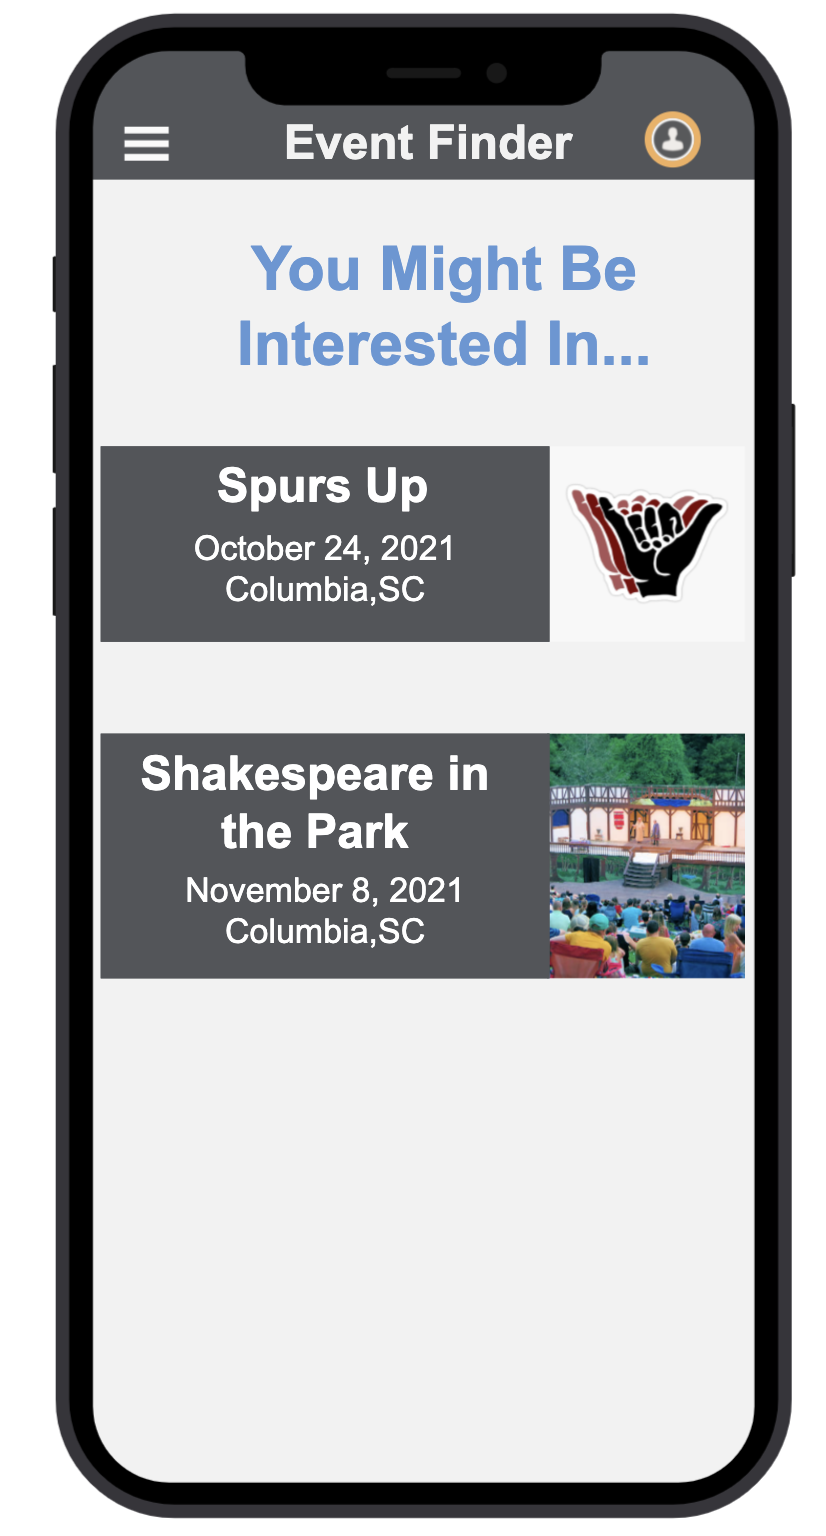 Event Finder
You Might Be
Interested In...
Spurs Up
October 24, 2021
Columbia,SC
Shakespeare in
the Park
November 8, 2021
Columbia,SC